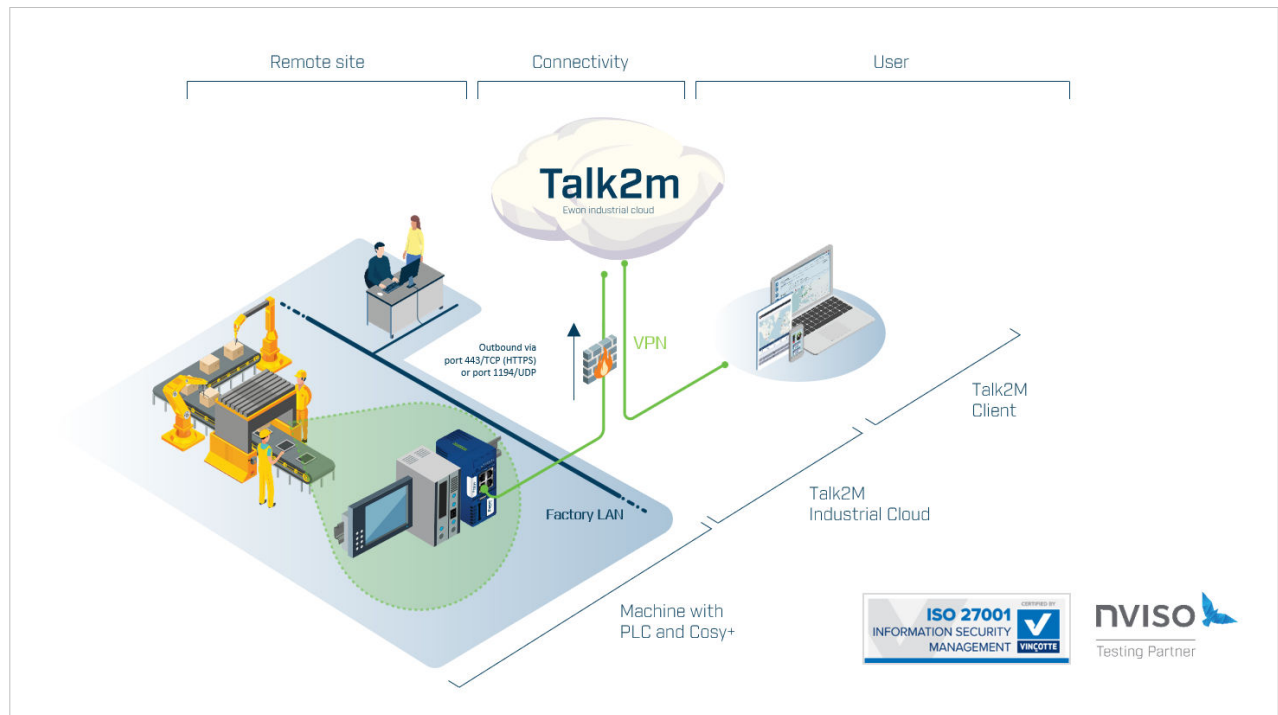 Remote site
Connectivity
User
Talk2m
Ewon industrial cloud
Outbound via
port 443/TCP (HTTPS)
or port 1194/UDP
VPN
Factory LAN
Talk2M
Client
Talk2M
Industrial Cloud
Machine with
PLC and Cosy+
ISO 27001
INFORMATION SECURITY
MANAGEMENT
CERTIFIED BY
VINÇOTTE
nviso
Testing Partner